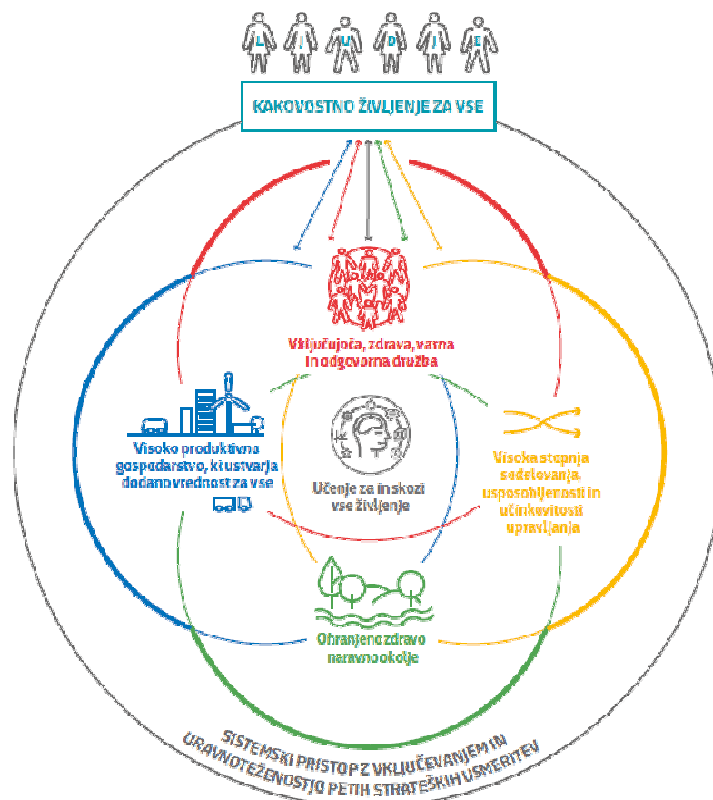 LJUDJE
KAKOVOSTNO ŽIVLJENJE ZA VSE
Vključujoča, zdrava, varna
in odgovorna družba
Visoko produktivno
gospodarstvo, ki ustvarja
dodano vrednost za vse
Učenje za in skozi
vse življenje
Visoka stopnja
sodelovanja,
usposobljenosti in
učinkovitosti
upravljanja
Ohranjeno zdravo
naravno okolje
SISTEMSKI PRISTOP Z VKLJUČEVANJEM IN
URAVNOTEŽENOSTJO PETIH STRATEŠKIH USMERITEV